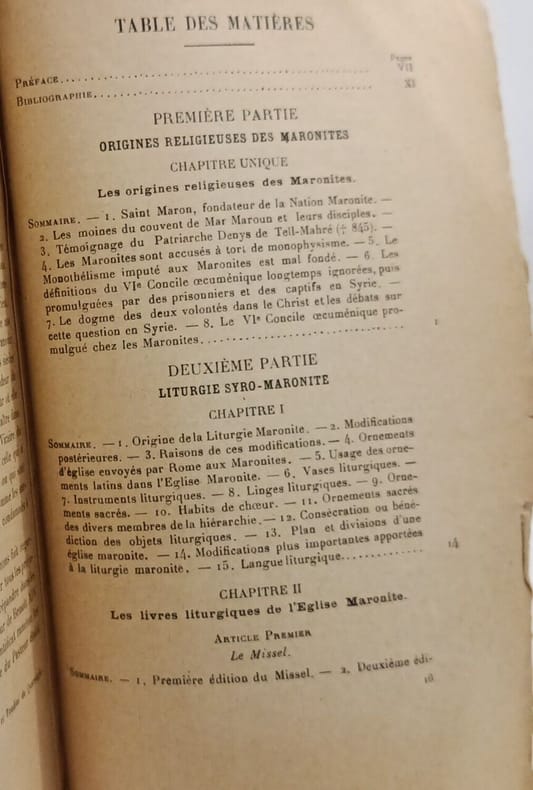 TABLE DES MATIÈRES
Pages
PRÉFACE........ VII
BIBLIOGRAPHIE........ XI
PREMIÈRE PARTIE
ORIGINES RELIGIEUSES DES MARONITES
CHAPITRE UNIQUE
Les origines religieuses des Maronites.
SOMMAIRE. — 1. Saint Maron, fondateur de la Nation Maronite. —
2. Les moines du couvent de Mar Maroun et leurs disciples. —
3. Témoignage du Patriarche Denys de Tell-Mahré († 845). —
4. Les Maronites sont accusés à tort de monophysisme. — 5. Le
Monothélisme imputé aux Maronites est mal fondé. — 6. Les
définitions du VIe Concile œcuménique longtemps ignorées, puis
promulguées par des prisonniers et des captifs en Syrie. —
7. Le dogme des deux volontés dans le Christ et les débats sur
cette question en Syrie. — 8. Le VIe Concile œcuménique pro-
mulgué chez les Maronites........ 1
DEUXIÈME PARTIE
LITURGIE SYRO-MARONITE
CHAPITRE I
SOMMAIRE. — 1. Origine de la Liturgie Maronite. — 2. Modifications
postérieures. — 3. Raisons de ces modifications. — 4. Ornements
d'église envoyés par Rome aux Maronites. — 5. Usage des orne-
ments latins dans l'Eglise Maronite. — 6. Vases liturgiques. —
7. Instruments liturgiques. — 8. Linges liturgiques. — 9. Orne-
ments sacrés. — 10. Habits de chœur. — 11. Ornements sacrés
des divers membres de la hiérarchie. — 12. Consécration ou béné-
diction des objets liturgiques. — 13. Plan et divisions d'une
église maronite. — 14. Modifications plus importantes apportées
à la liturgie maronite. — 15. Langue liturgique........ 14
CHAPITRE II
Les livres liturgiques de l'Eglise Maronite.
ARTICLE PREMIER
Le Missel.
SOMMAIRE. — 1. Première édition du Missel. — 2. Deuxième édi-